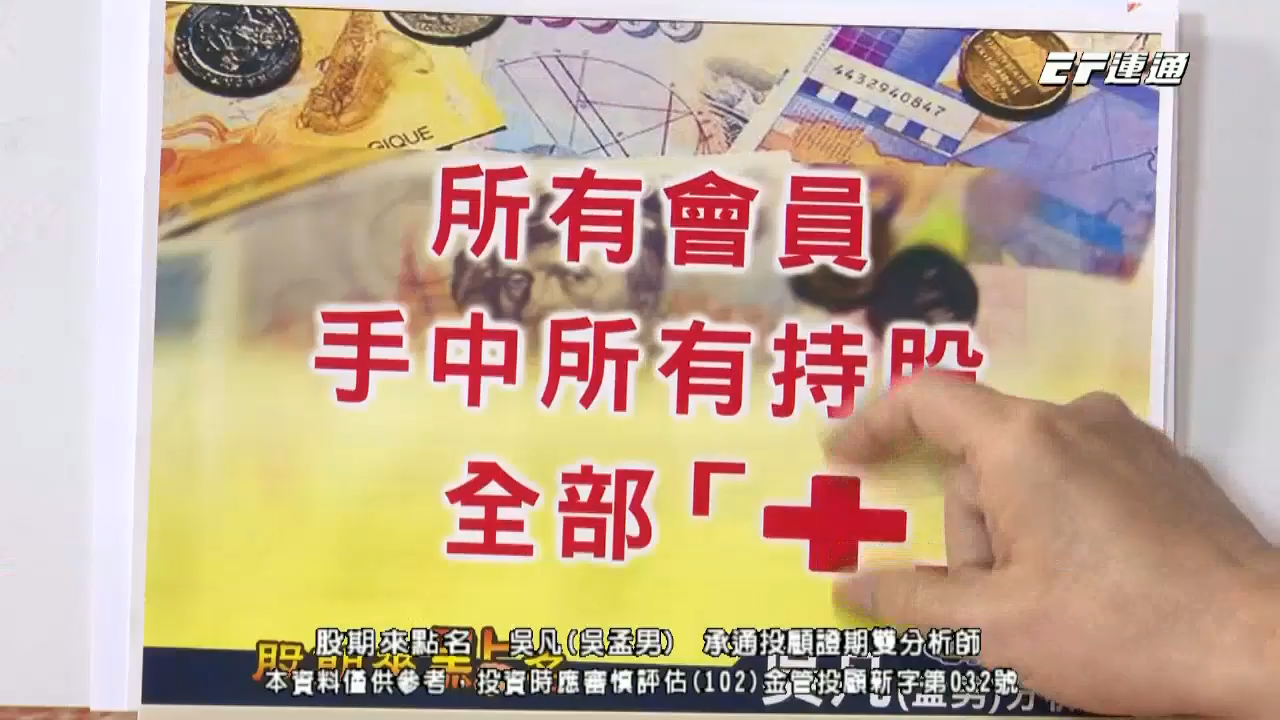 GIQUE
4432640847
ET運通
所有會員
手中所有持股
全部「✚
股期來點名 吳凡(吳孟男) 承通投顧證期雙分析師
本資料僅供參考,投資時應審慎評估(102)金管投顧新字第032號